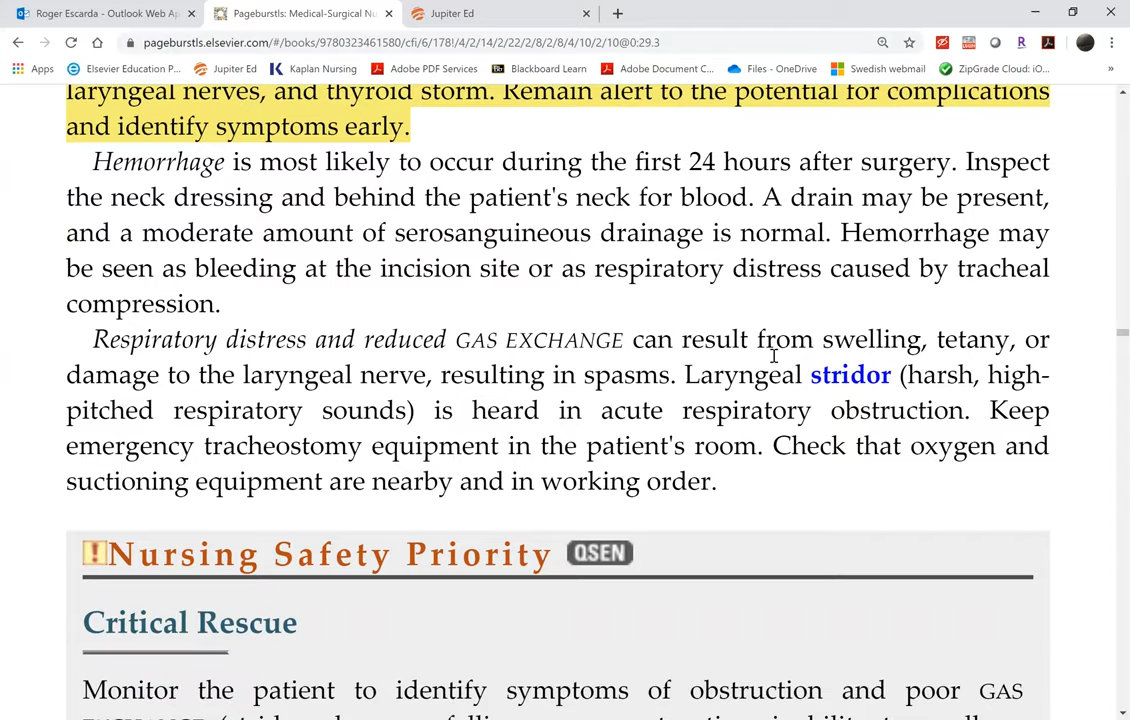 Roger Escarda - Outlook Web Ap
Pageburstls: Medical-Surgical Nu
Jupiter Ed
pageburstls.elsevier.com/#/books/9780323461580/cfi/6/178!/4/2/14/2/22/2/8/2/8/4/10/2/10@0:29.3
Apps
Elsevier Education P...
Jupiter Ed
Kaplan Nursing
Adobe PDF Services
Blackboard Learn
Adobe Document C...
Files - OneDrive
Swedish webmail
ZipGrade Cloud: iO...
»
laryngeal nerves, and thyroid storm. Remain alert to the potential for complications
and identify symptoms early.
Hemorrhage is most likely to occur during the first 24 hours after surgery. Inspect
the neck dressing and behind the patient's neck for blood. A drain may be present,
and a moderate amount of serosanguineous drainage is normal. Hemorrhage may
be seen as bleeding at the incision site or as respiratory distress caused by tracheal
compression.
Respiratory distress and reduced GAS EXCHANGE can result from swelling, tetany, or
damage to the laryngeal nerve, resulting in spasms. Laryngeal stridor (harsh, high-
pitched respiratory sounds) is heard in acute respiratory obstruction. Keep
emergency tracheostomy equipment in the patient's room. Check that oxygen and
suctioning equipment are nearby and in working order.
! Nursing Safety Priority QSEN
Critical Rescue
Monitor the patient to identify symptoms of obstruction and poor GAS